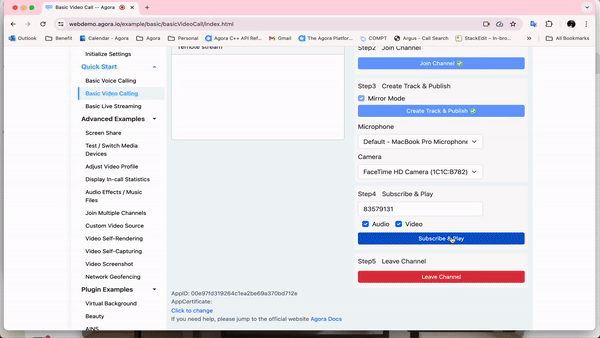 Basic Video Call — Agora
webdemo.agora.io/example/basic/basicVideoCall/index.html
Outlook
Benefit
Calendar - Agora
Agora
Personal
Agora C++ API Ref...
Gmail
The Agora Platfor...
COMPT
Argus - Call Search
StackEdit – In-bro...
All Bookmarks
Initialize Settings
Quick Start
Basic Voice Calling
Basic Video Calling
Basic Live Streaming
Advanced Examples
Screen Share
Test / Switch Media
Devices
Adjust Video Profile
Display In-call Statistics
Audio Effects / Music
Files
Join Multiple Channels
Custom Video Source
Video Self-Rendering
Video Self-Capturing
Video Screenshot
Network Geofencing
Plugin Examples
Virtual Background
Beauty
AINS
remote stream
AppCertificate:
Click to change
If you need help, please jump to the official website Agora Docs
Step2 Join Channel
Join Channel
Step3 Create Track & Publish
Mirror Mode
Create Track & Publish
Microphone
Default - MacBook Pro Microphone
Camera
FaceTime HD Camera (1C1C:B782)
Step4 Subscribe & Play
83579131
Audio Video
Subscribe & Play
Step5 Leave Channel
Leave Channel